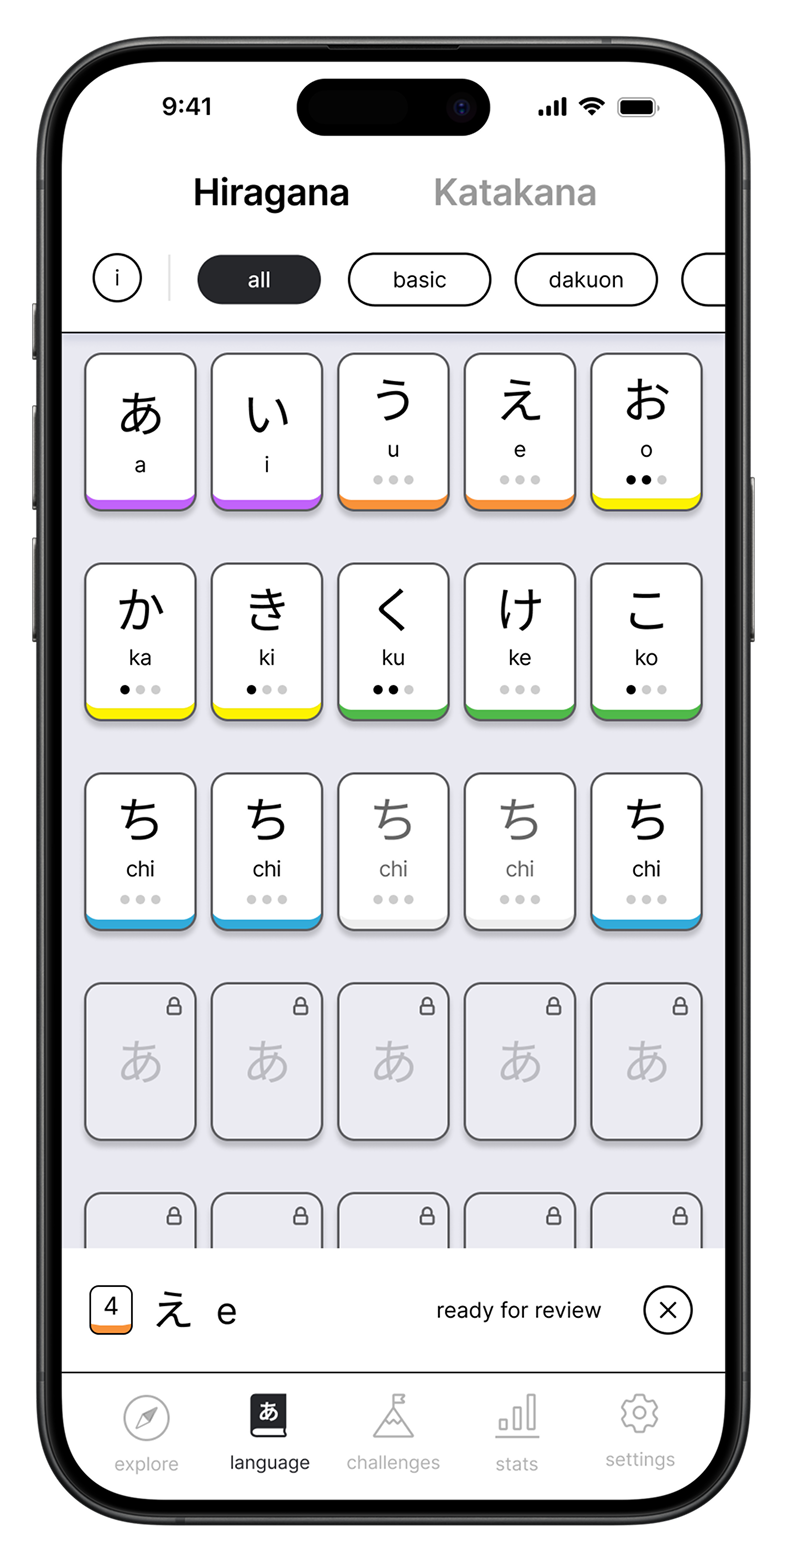 9:41
Hiragana Katakana
i all basic dakuon
あ い う え お
a i u e o
か き く け こ
ka ki ku ke ko
ち ち ち ち ち
chi chi chi chi chi
あ あ あ あ あ
4 え e ready for review
あ
explore language challenges stats settings